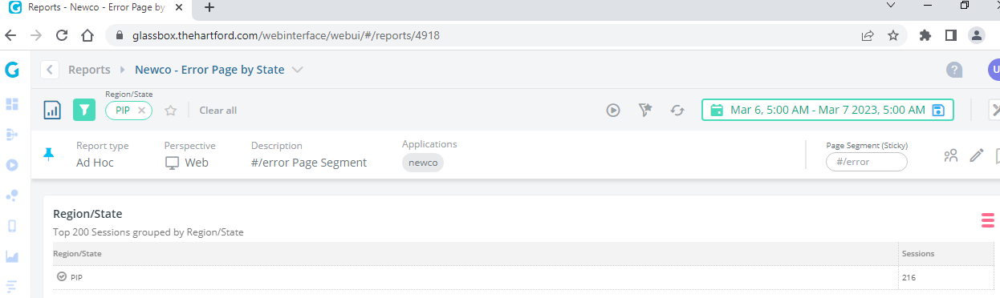 Reports - Newco - Error Page by
glassbox.thehartford.com/webinterface/webui/#/reports/4918
Reports
Newco - Error Page by State
?
U
Region/State
PIP
Clear all
Mar 6, 5:00 AM - Mar 7 2023, 5:00 AM
Report type
Ad Hoc
Perspective
Web
Description
#/error Page Segment
Applications
newco
Page Segment (Sticky)
#/error
Region/State
Top 200 Sessions grouped by Region/State
Region/State Sessions
PIP 216